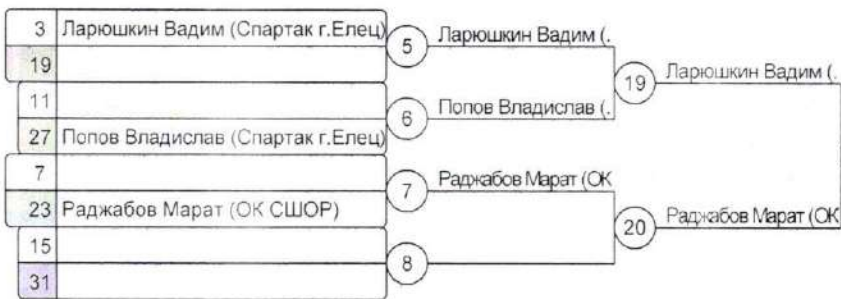 3 Ларюшкин Вадим (Спартак г.Елец)
5 Ларюшкин Вадим (.
19
19 Ларюшкин Вадим (.
11
6 Попов Владислав (.
27 Попов Владислав (Спартак г.Елец)
7
7 Раджабов Марат (ОК
23 Раджабов Марат (ОК СШОР)
20 Раджабов Марат (ОК
15
8
31